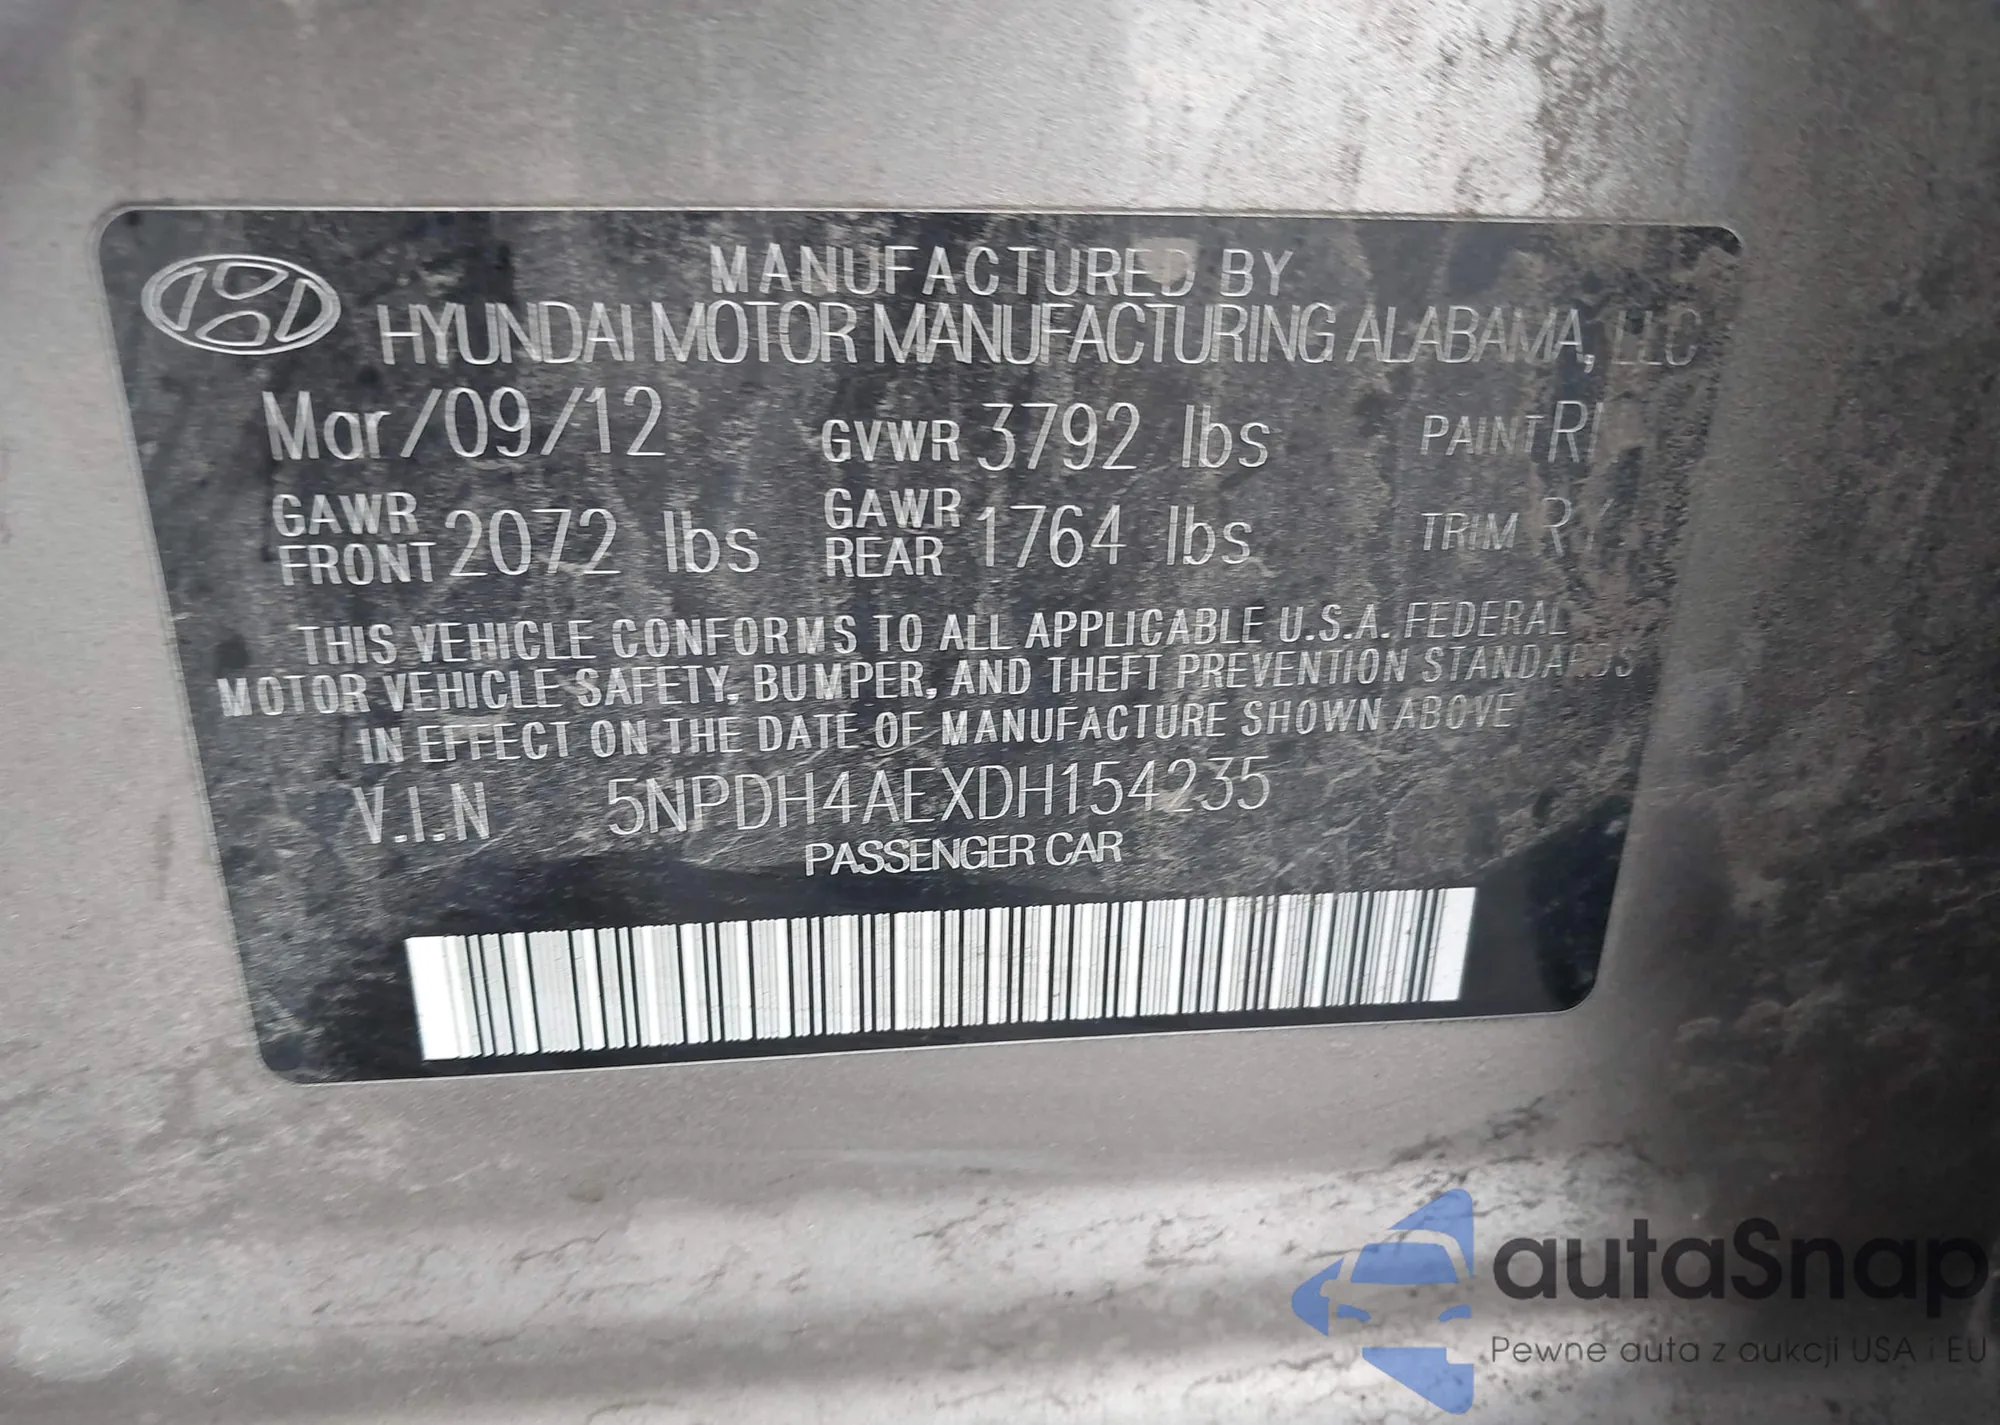 MANUFACTURED BY
HYUNDAI MOTOR MANUFACTURING ALABAMA, LLC
Mar/09/12 GVWR 3792 lbs PAINT
GAWR FRONT 2072 lbs GAWR REAR 1764 lbs TRIM
THIS VEHICLE CONFORMS TO ALL APPLICABLE U.S.A. FEDERAL
MOTOR VEHICLE SAFETY, BUMPER, AND THEFT PREVENTION STANDARDS
IN EFFECT ON THE DATE OF MANUFACTURE SHOWN ABOVE
V.I.N 5NPDH4AEXDH154235
PASSENGER CAR
autaSnap
Pewne auta z aukcji USA i EU